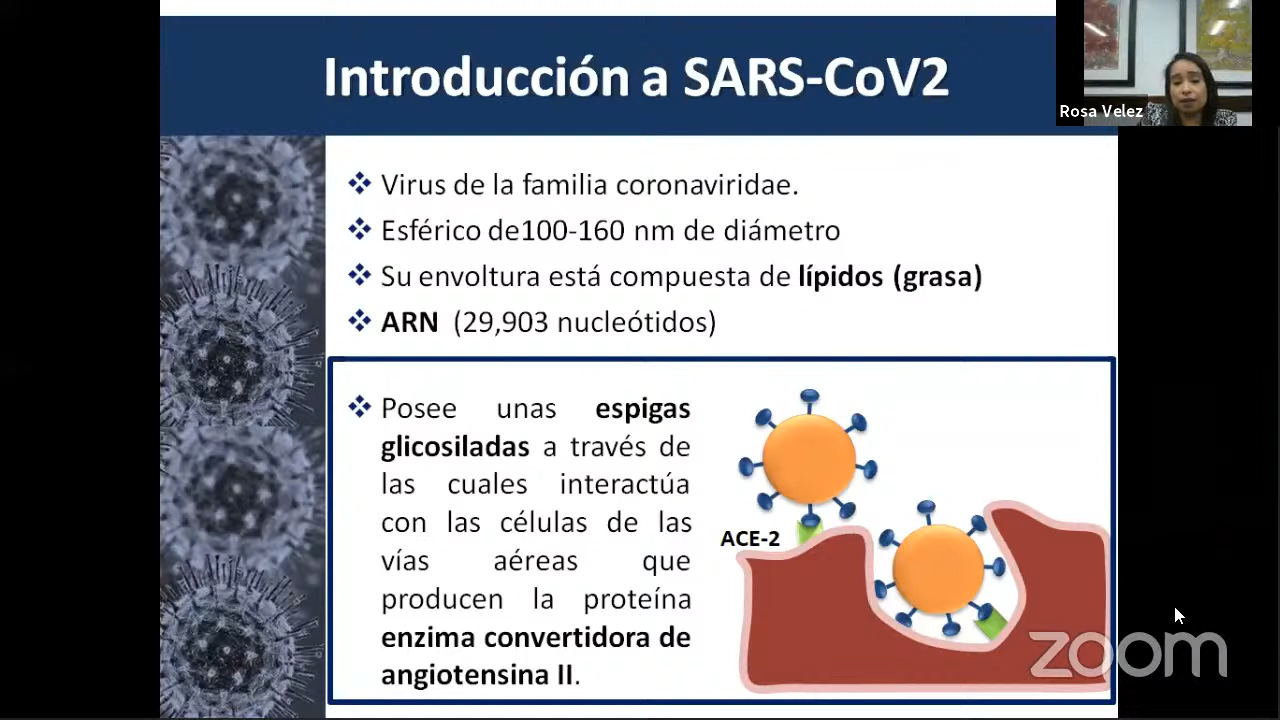 Introducción a SARS-CoV2
Rosa Velez
Virus de la familia coronaviridae.
Esférico de100-160 nm de diámetro
Su envoltura está compuesta de lípidos (grasa)
ARN (29,903 nucleótidos)
Posee unas espigas
glicosiladas a través de
las cuales interactúa
con las células de las
vías aéreas que
producen la proteína
enzima convertidora de
angiotensina II.
ACE-2
zoom